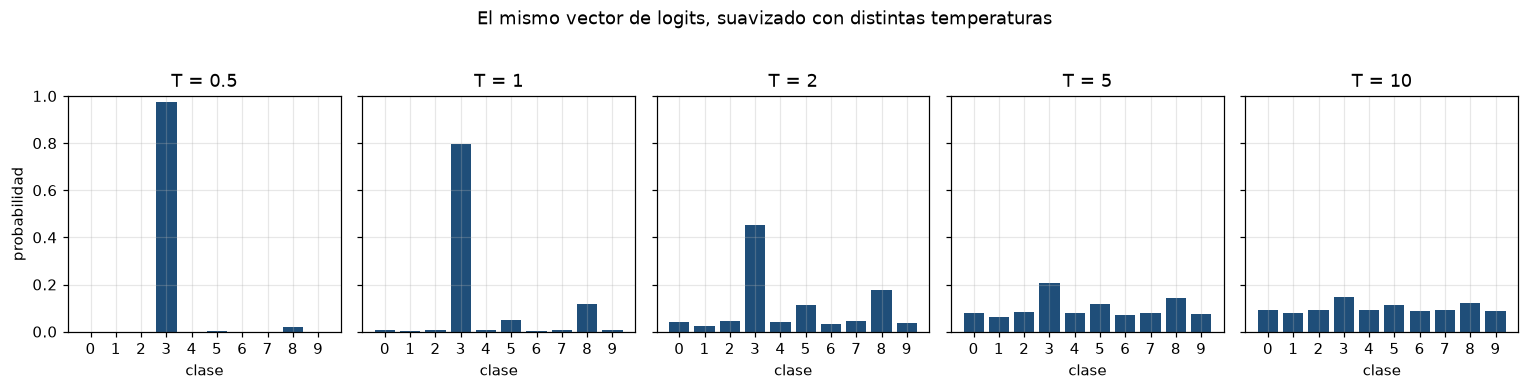 El mismo vector de logits, suavizado con distintas temperaturas
T = 0.5
T = 1
T = 2
T = 5
T = 10
probabilidad
1.0
0.8
0.6
0.4
0.2
0.0
0 1 2 3 4 5 6 7 8 9
0 1 2 3 4 5 6 7 8 9
0 1 2 3 4 5 6 7 8 9
0 1 2 3 4 5 6 7 8 9
0 1 2 3 4 5 6 7 8 9
clase
clase
clase
clase
clase